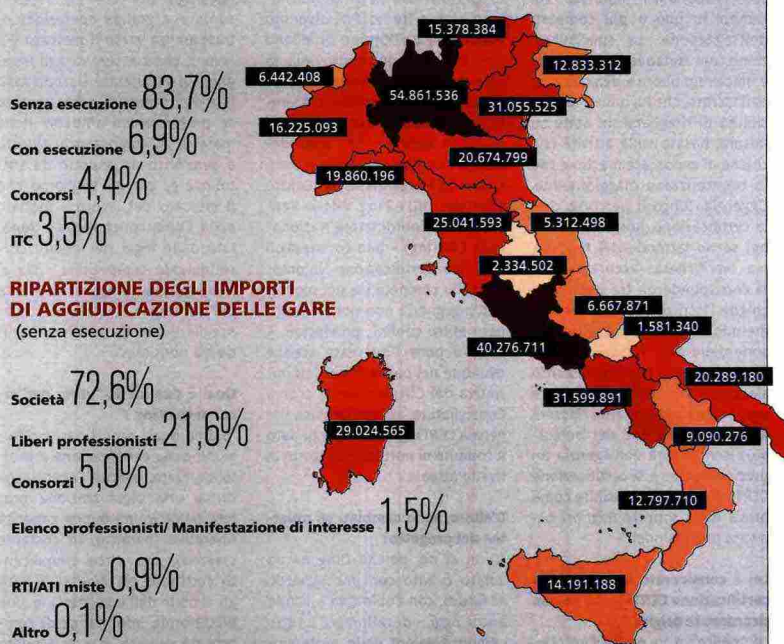 Senza esecuzione 83,7%
Con esecuzione 6,9%
Concorsi 4,4%
ITC 3,5%
RIPARTIZIONE DEGLI IMPORTI
DI AGGIUDICAZIONE DELLE GARE
(senza esecuzione)
Società 72,6%
Liberi professionisti 21,6%
Consorzi 5,0%
Elenco professionisti/ Manifestazione di interesse 1,5%
RTI/ATI miste 0,9%
Altro 0,1%
15.378.384
12.833.312
6.442.408
54.861.536
31.055.525
16.225.093
20.674.799
19.860.196
25.041.593
5.312.498
2.334.502
6.667.871
1.581.340
40.276.711
20.289.180
31.599.891
29.024.565
9.090.276
12.797.710
14.191.188